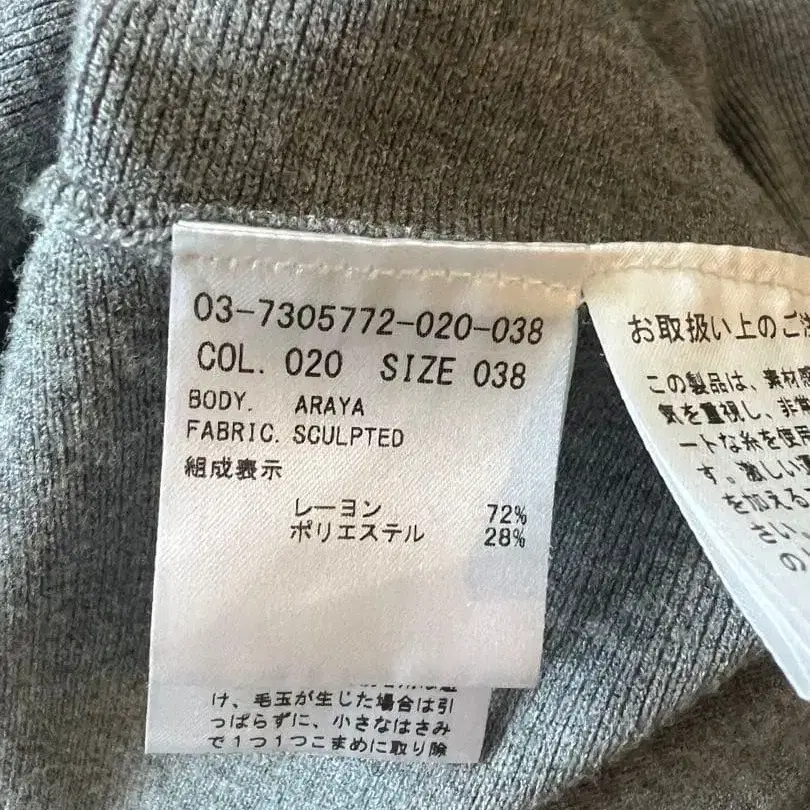 03-7305772-020-038
COL. 020 SIZE 038
BODY. ARAYA
FABRIC. SCULPTED
組成表示
レーヨン 72%
ポリエステル 28%
け、毛玉が生じた場合は引
っぱらずに、小さなはさみ
で1つ1つこまめに取り除
お取扱い上のご注
この製品は、素材感
気を重視し、非常
ートな糸を使用
す。激しい
を加える
さい、
の